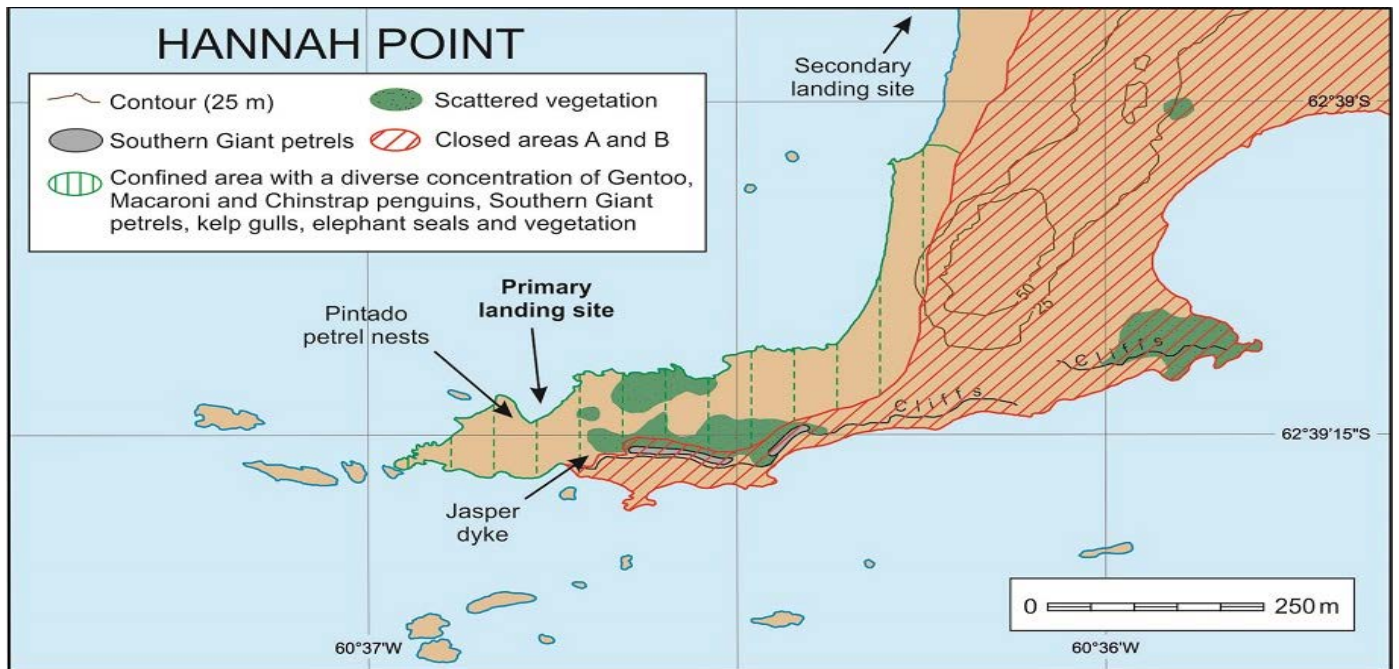 HANNAH POINT
Contour (25 m)
Scattered vegetation
Southern Giant petrels
Closed areas A and B
Confined area with a diverse concentration of Gentoo,
Macaroni and Chinstrap penguins, Southern Giant
petrels, kelp gulls, elephant seals and vegetation
Secondary
landing site
62°39'S
Primary
landing site
Pintado
petrel nests
50
25
Cliffs
Cliffs
62°39'15"S
Jasper
dyke
0 250 m
60°37'W
60°36'W